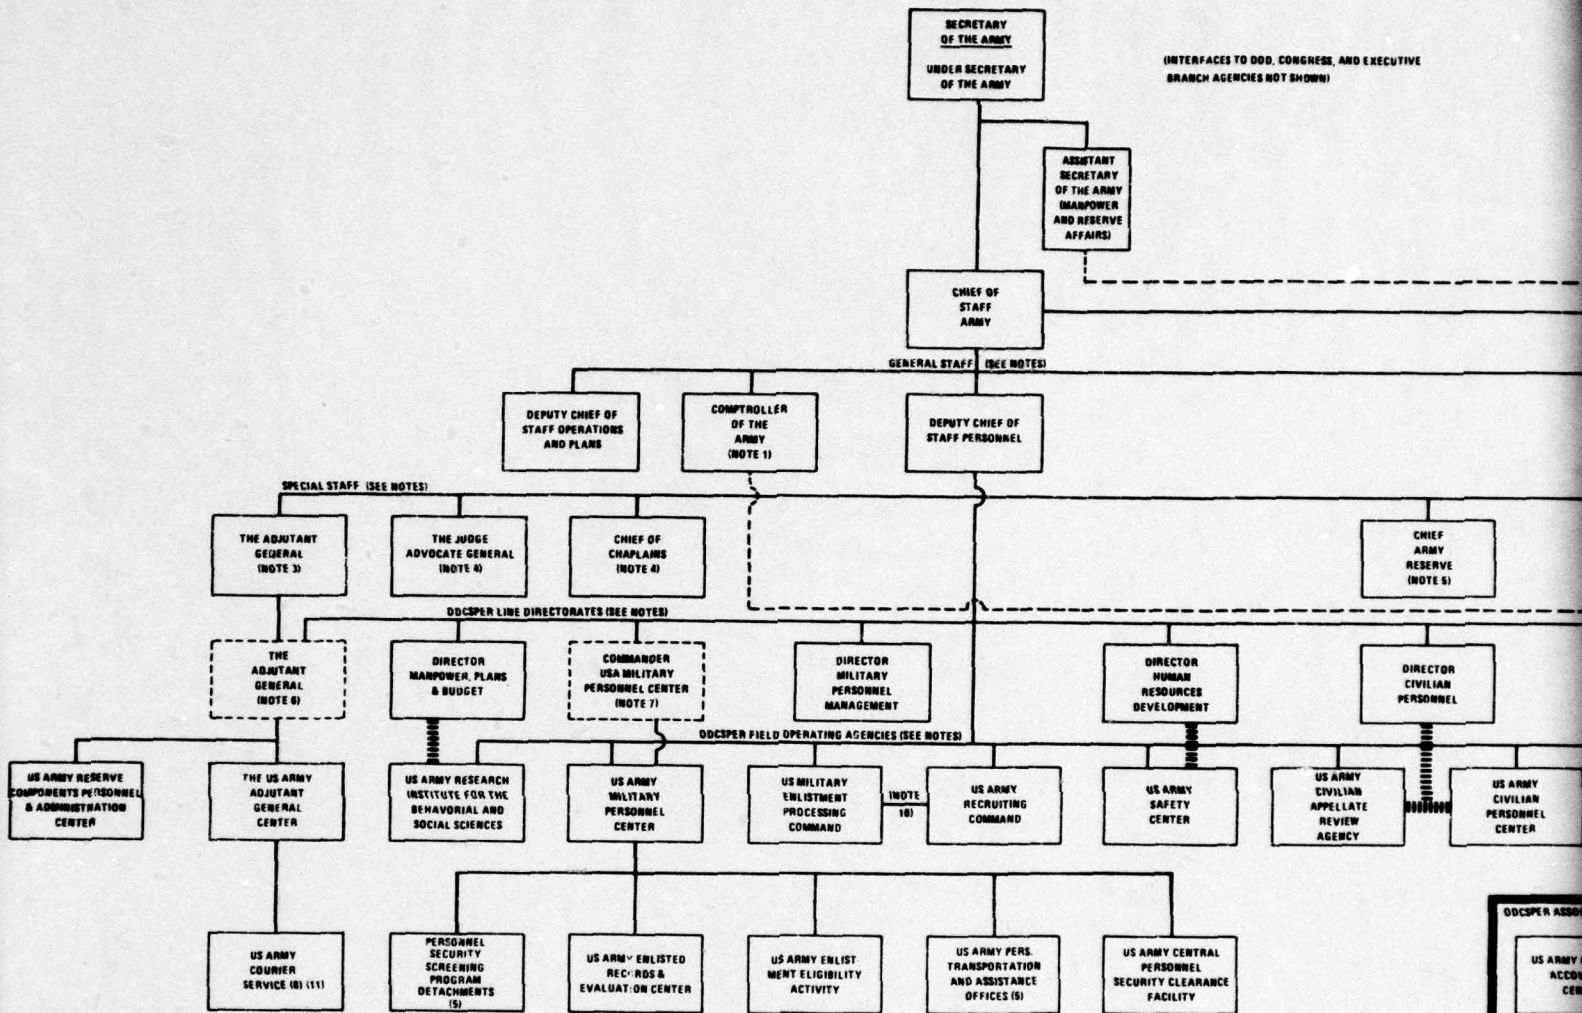 SECRETARY
OF THE ARMY
UNDER SECRETARY
OF THE ARMY
(INTERFACES TO DOD, CONGRESS, AND EXECUTIVE
BRANCH AGENCIES NOT SHOWN)
ASSISTANT
SECRETARY
OF THE ARMY
(MANPOWER
AND RESERVE
AFFAIRS)
CHIEF OF
STAFF
ARMY
GENERAL STAFF (SEE NOTES)
DEPUTY CHIEF OF
STAFF OPERATIONS
AND PLANS
COMPTROLLER
OF THE
ARMY
(NOTE 1)
DEPUTY CHIEF OF
STAFF PERSONNEL
SPECIAL STAFF (SEE NOTES)
THE ADJUTANT
GENERAL
(NOTE 3)
THE JUDGE
ADVOCATE GENERAL
(NOTE 4)
CHIEF OF
CHAPLAINS
(NOTE 4)
CHIEF
ARMY
RESERVE
(NOTE 5)
DDCSPER LINE DIRECTORATES (SEE NOTES)
THE
ADJUTANT
GENERAL
(NOTE 6)
DIRECTOR
MANPOWER, PLANS
& BUDGET
COMMANDER
USA MILITARY
PERSONNEL CENTER
(NOTE 7)
DIRECTOR
MILITARY
PERSONNEL
MANAGEMENT
DIRECTOR
HUMAN
RESOURCES
DEVELOPMENT
DIRECTOR
CIVILIAN
PERSONNEL
DDCSPER FIELD OPERATING AGENCIES (SEE NOTES)
US ARMY RESERVE
COMPONENTS PERSONNEL
& ADMINISTRATION
CENTER
THE US ARMY
ADJUTANT
GENERAL
CENTER
US ARMY RESEARCH
INSTITUTE FOR THE
BEHAVORIAL AND
SOCIAL SCIENCES
US ARMY
MILITARY
PERSONNEL
CENTER
US MILITARY
ENLISTMENT
PROCESSING
COMMAND
(NOTE
10)
US ARMY
RECRUITING
COMMAND
US ARMY
SAFETY
CENTER
US ARMY
CIVILIAN
APPELLATE
REVIEW
AGENCY
US ARMY
CIVILIAN
PERSONNEL
CENTER
US ARMY
COURIER
SERVICE (8) (11)
PERSONNEL
SECURITY
SCREENING
PROGRAM
DETACHMENTS
(5)
US ARMY ENLISTED
RECORDS &
EVALUATION CENTER
US ARMY ENLIST
MENT ELIGIBILITY
ACTIVITY
US ARMY PERS.
TRANSPORTATION
AND ASSISTANCE
OFFICES (5)
US ARMY CENTRAL
PERSONNEL
SECURITY CLEARANCE
FACILITY
ODCSPER
US ARMY